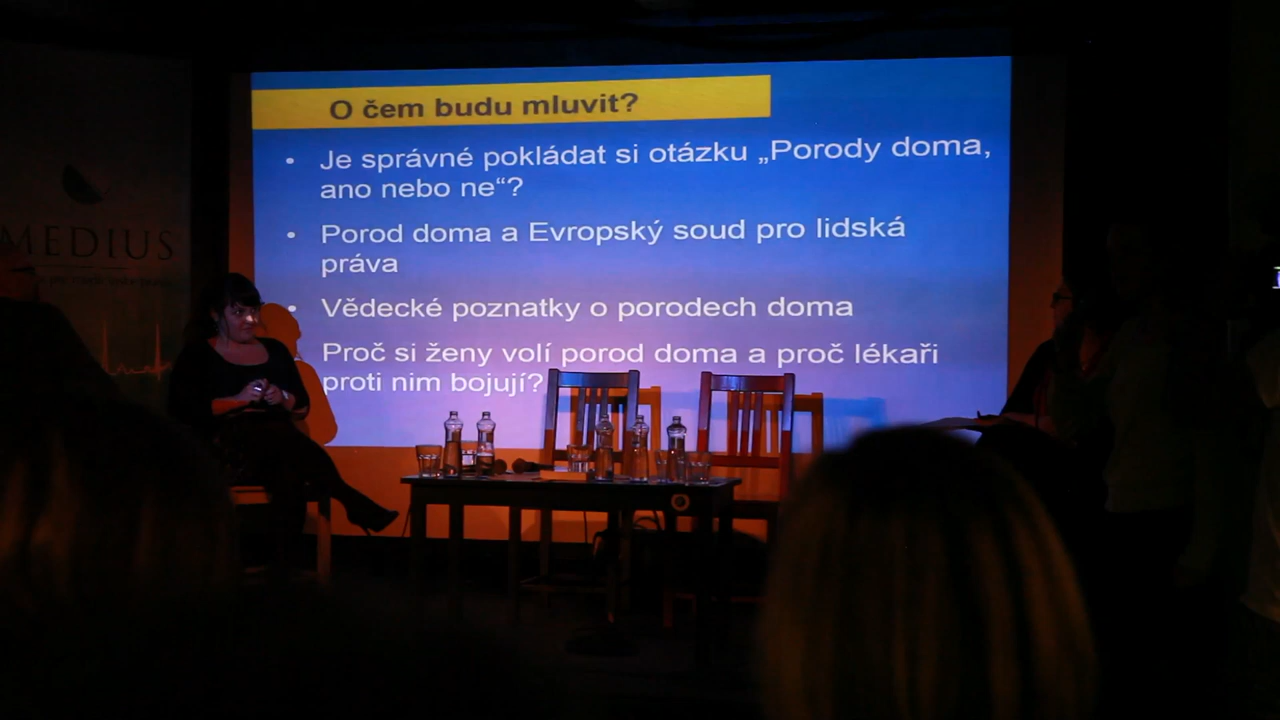 O čem budu mluvit?
• Je správné pokládat si otázku „Porody doma,
ano nebo ne“?
• Porod doma a Evropský soud pro lidská
práva
• Vědecké poznatky o porodech doma
• Proč si ženy volí porod doma a proč lékaři
proti nim bojují?
MEDIUS